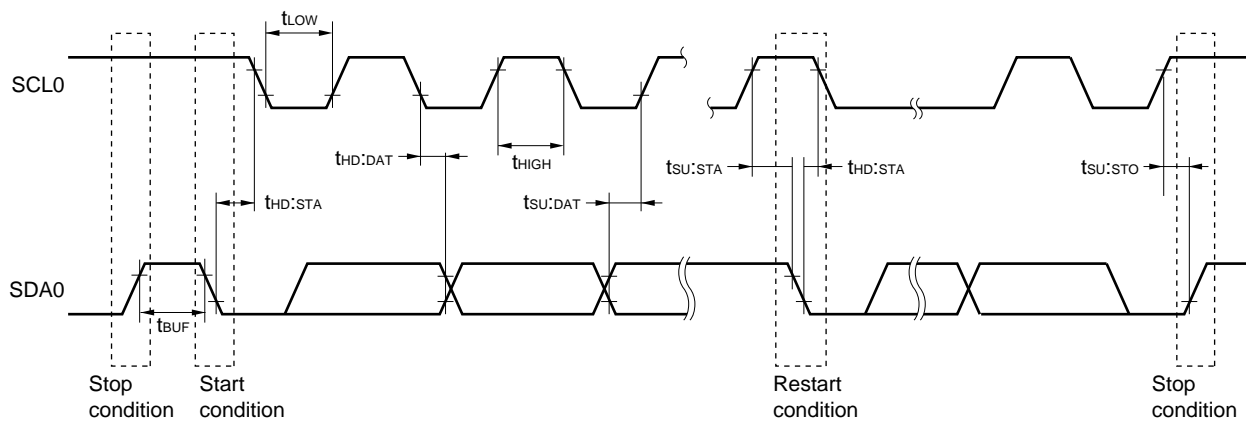 tLOW
SCL0
tHD:DAT
tHIGH
tSU:STA
tHD:STA
tSU:STO
tHD:STA
tSU:DAT
SDA0
tBUF
Stop
condition
Start
condition
Restart
condition
Stop
condition